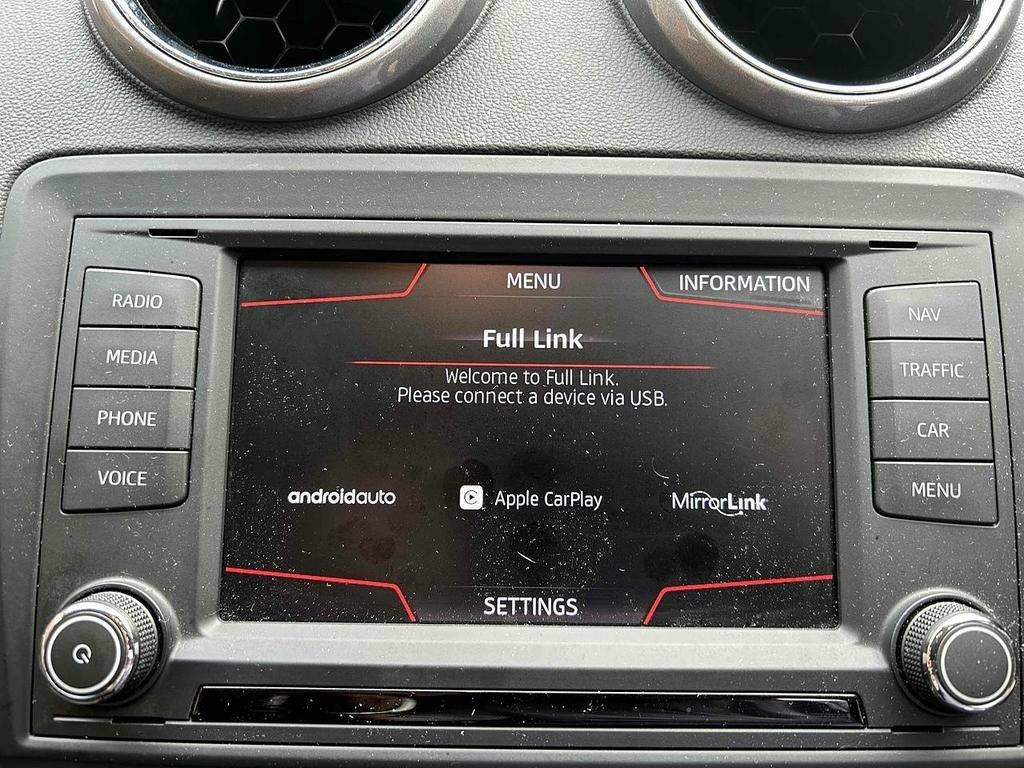 MENU
INFORMATION
RADIO
MEDIA
PHONE
VOICE
Full Link
Welcome to Full Link.
Please connect a device via USB.
androidauto
Apple CarPlay
MirrorLink
SETTINGS
NAV
TRAFFIC
CAR
MENU